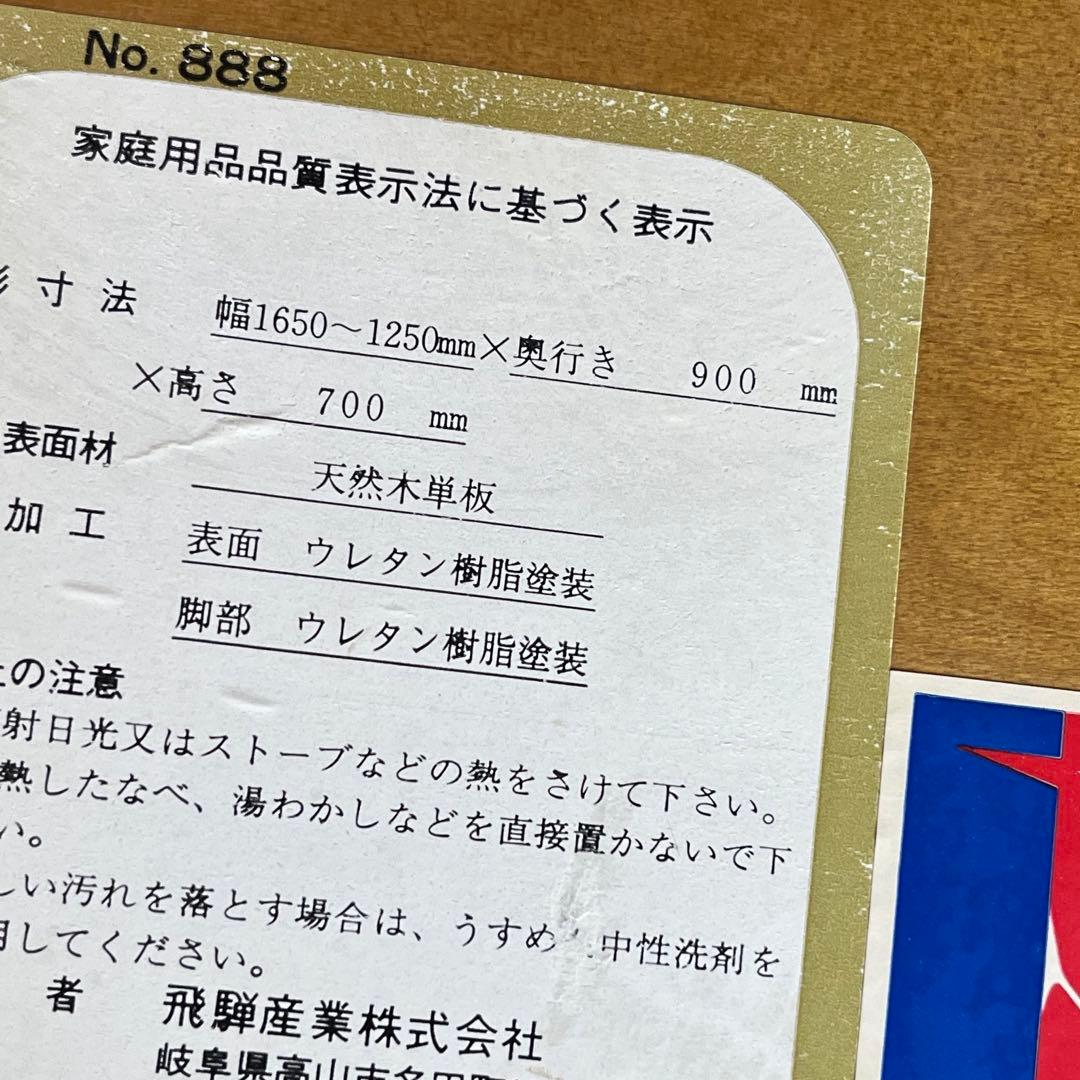 No. 888
家庭用品品質表示法に基づく表示
寸法 幅1650～1250mm×奥行き 900 mm
×高さ 700 mm
表面材 天然木単板
加工 表面 ウレタン樹脂塗装
脚部 ウレタン樹脂塗装
の注意
射日光又はストーブなどの熱をさけて下さい。
熱したなべ、湯わかしなどを直接置かないで下
い。
しい汚れを落とす場合は、うすめ 中性洗剤を
用してください。
者 飛騨産業株式会社
岐阜県高山市